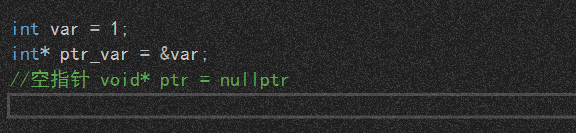 int var = 1;
int* ptr_var = &var;
//空指针 void* ptr = nullptr